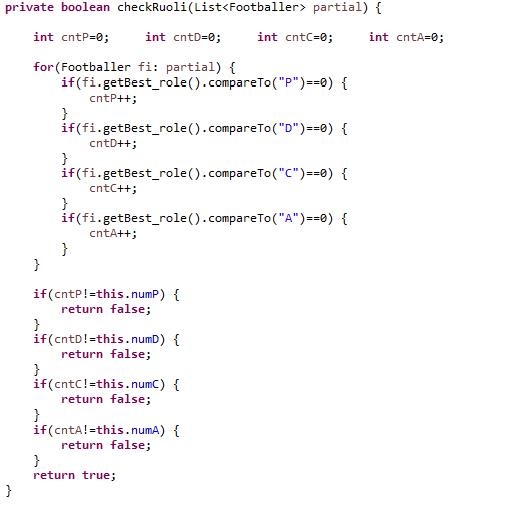 private boolean checkRuoli(List<Footballer> partial) {
int cntP=0; int cntD=0; int cntC=0; int cntA=0;
for(Footballer fi: partial) {
if(fi.getBest_role().compareTo("P")==0) {
cntP++;
}
if(fi.getBest_role().compareTo("D")==0) {
cntD++;
}
if(fi.getBest_role().compareTo("C")==0) {
cntC++;
}
if(fi.getBest_role().compareTo("A")==0) {
cntA++;
}
}
if(cntP!=this.numP) {
return false;
}
if(cntD!=this.numD) {
return false;
}
if(cntC!=this.numC) {
return false;
}
if(cntA!=this.numA) {
return false;
}
return true;
}